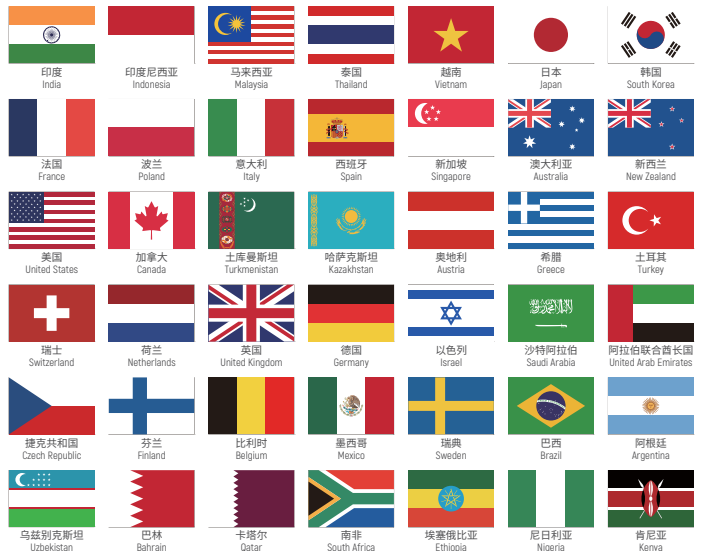 印度
India
印度尼西亚
Indonesia
马来西亚
Malaysia
泰国
Thailand
越南
Vietnam
日本
Japan
韩国
South Korea
法国
France
波兰
Poland
意大利
Italy
西班牙
Spain
新加坡
Singapore
澳大利亚
Australia
新西兰
New Zealand
美国
United States
加拿大
Canada
土库曼斯坦
Turkmenistan
哈萨克斯坦
Kazakhstan
奥地利
Austria
希腊
Greece
土耳其
Turkey
瑞士
Switzerland
荷兰
Netherlands
英国
United Kingdom
德国
Germany
以色列
Israel
沙特阿拉伯
Saudi Arabia
阿拉伯联合酋长国
United Arab Emirates
捷克共和国
Czech Republic
芬兰
Finland
比利时
Belgium
墨西哥
Mexico
瑞典
Sweden
巴西
Brazil
阿根廷
Argentina
乌兹别克斯坦
Uzbekistan
巴林
Bahrain
卡塔尔
Qatar
南非
South Africa
埃塞俄比亚
Ethiopia
尼日利亚
Nigeria
肯尼亚
Kenya